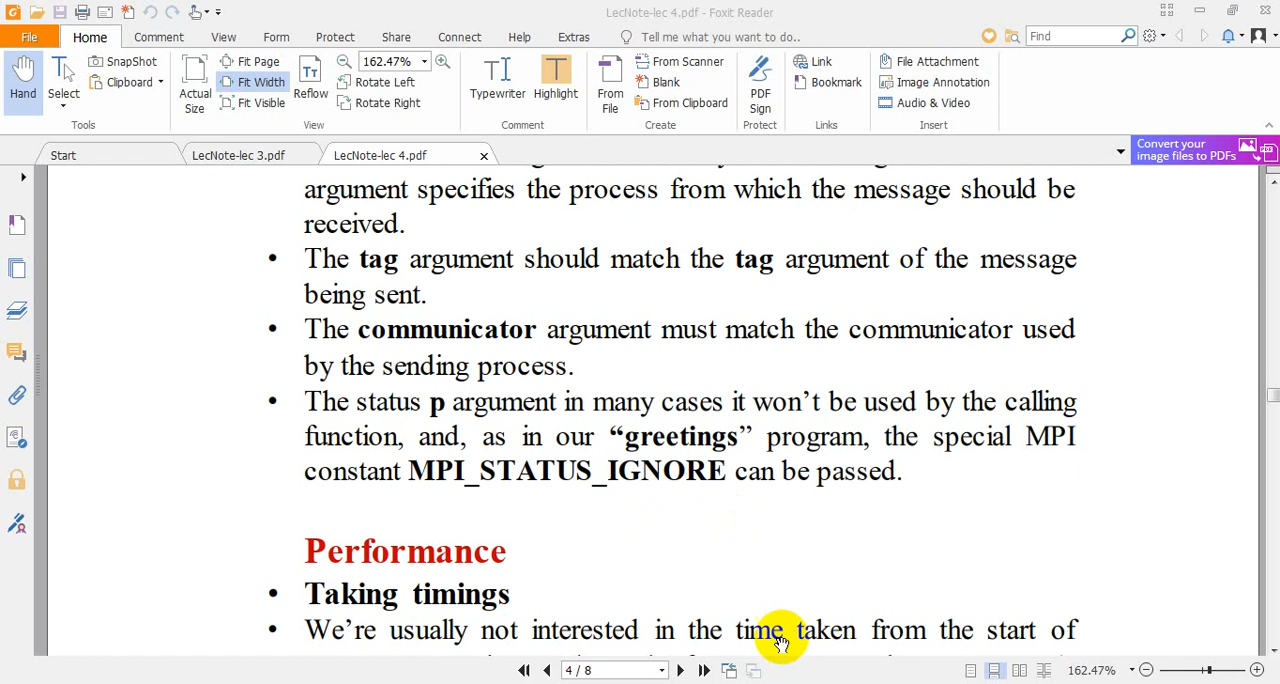 LecNote-lec 4.pdf - Foxit Reader
File Home Comment View Form Protect Share Connect Help Extras Tell me what you want to do.. Find
Hand Select SnapShot Clipboard Actual Size Fit Page Fit Width Fit Visible Reflow 162.47% Rotate Left Rotate Right Typewriter Highlight From File From Scanner Blank From Clipboard PDF Sign Link Bookmark File Attachment Image Annotation Audio & Video
Tools View Comment Create Protect Links Insert
Start LecNote-lec 3.pdf LecNote-lec 4.pdf Convert your image files to PDFs
argument specifies the process from which the message should be
received.
• The tag argument should match the tag argument of the message
being sent.
• The communicator argument must match the communicator used
by the sending process.
• The status p argument in many cases it won’t be used by the calling
function, and, as in our “greetings” program, the special MPI
constant MPI_STATUS_IGNORE can be passed.
Performance
• Taking timings
• We’re usually not interested in the time taken from the start of
4 / 8 162.47%